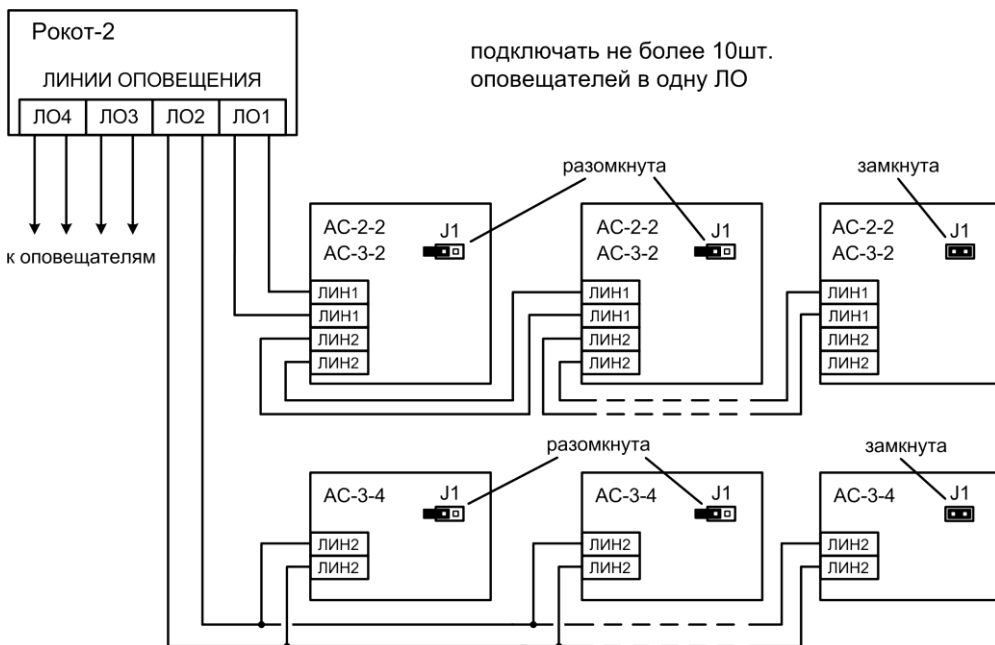 Рокот-2
ЛИНИИ ОПОВЕЩЕНИЯ
ЛО4 ЛО3 ЛО2 ЛО1
подключать не более 10шт.
оповещателей в одну ЛО
к оповещателям
разомкнута
замкнута
АС-2-2
АС-3-2
J1
ЛИН1
ЛИН1
ЛИН2
ЛИН2
АС-2-2
АС-3-2
J1
ЛИН1
ЛИН1
ЛИН2
ЛИН2
АС-2-2
АС-3-2
J1
ЛИН1
ЛИН1
ЛИН2
ЛИН2
разомкнута
замкнута
АС-3-4
J1
ЛИН2
ЛИН2
АС-3-4
J1
ЛИН2
ЛИН2
АС-3-4
J1
ЛИН2
ЛИН2